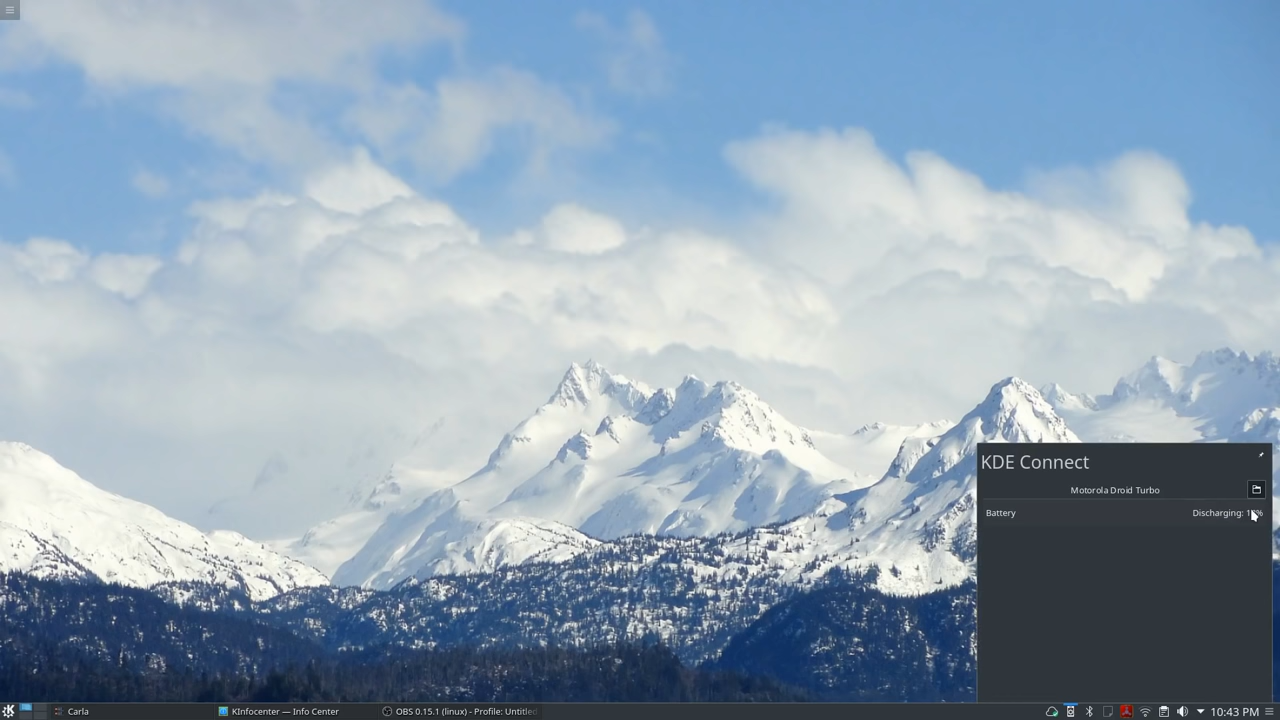 KDE Connect
Motorola Droid Turbo
Battery
Discharging:
Carla
KInfocenter — Info Center
OBS 0.15.1 (linux) - Profile: Untitled
10:43 PM